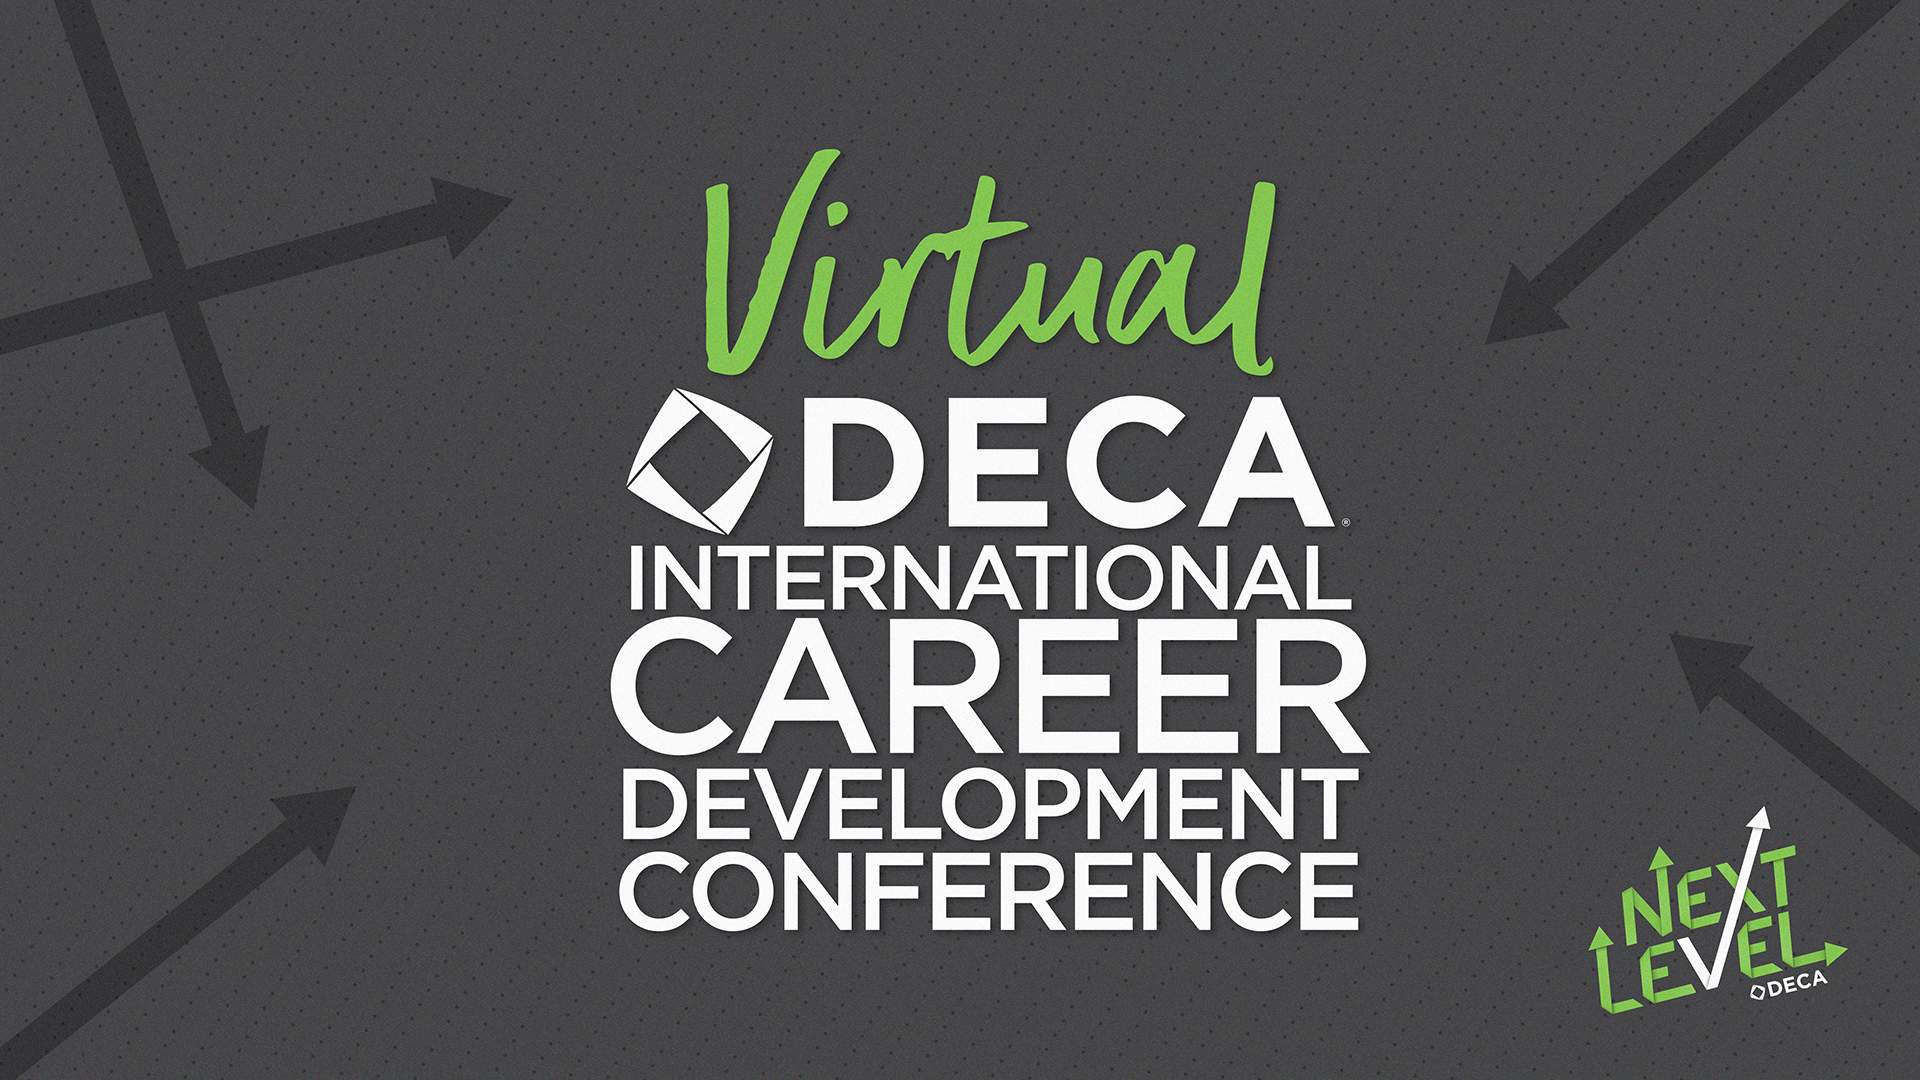 Virtual
DECA®
INTERNATIONAL
CAREER
DEVELOPMENT
CONFERENCE
NEXT
LEVEL
DECA